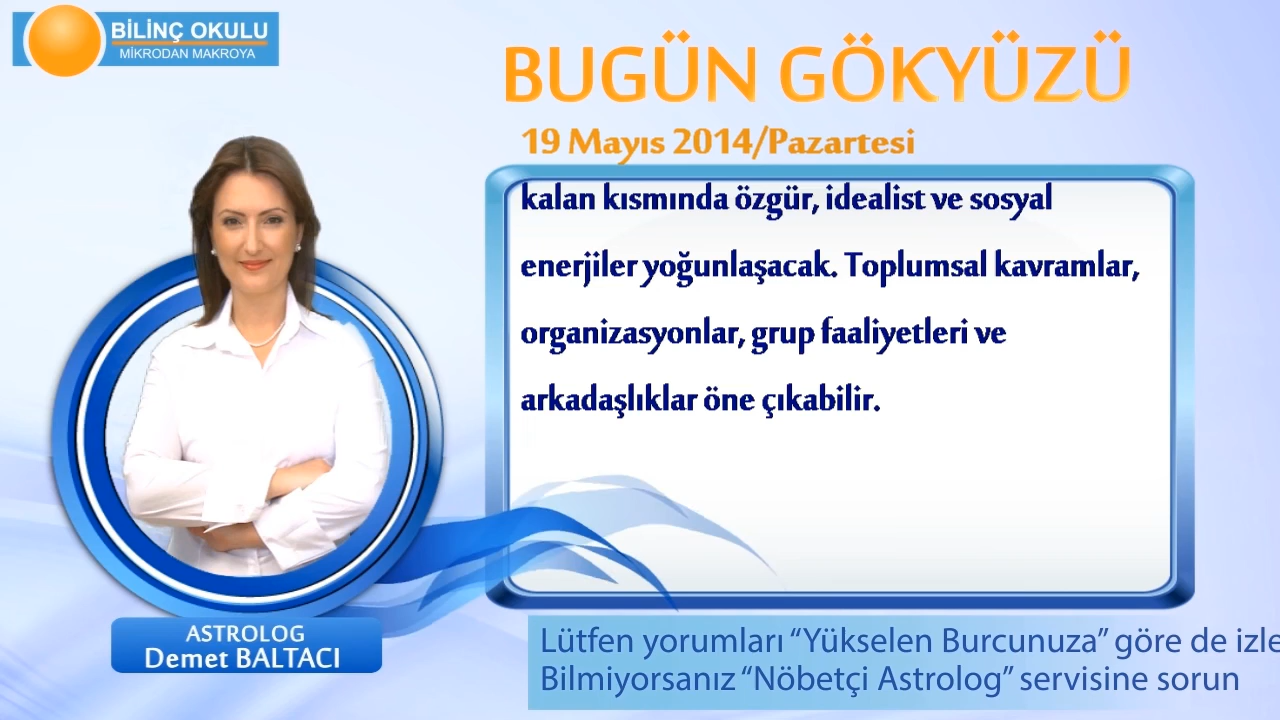 BİLİNÇ OKULU
MİKRODAN MAKROYA
BUGÜN GÖKYÜZÜ
19 Mayıs 2014/Pazartesi
kalan kısmında özgür, idealist ve sosyal
enerjiler yoğunlaşacak. Toplumsal kavramlar,
organizasyonlar, grup faaliyetleri ve
arkadaşlıklar öne çıkabilir.
ASTROLOG
Demet BALTACI
Lütfen yorumları “Yükselen Burcunuza” göre de izle
Bilmiyorsanız “Nöbetçi Astrolog” servisine sorun